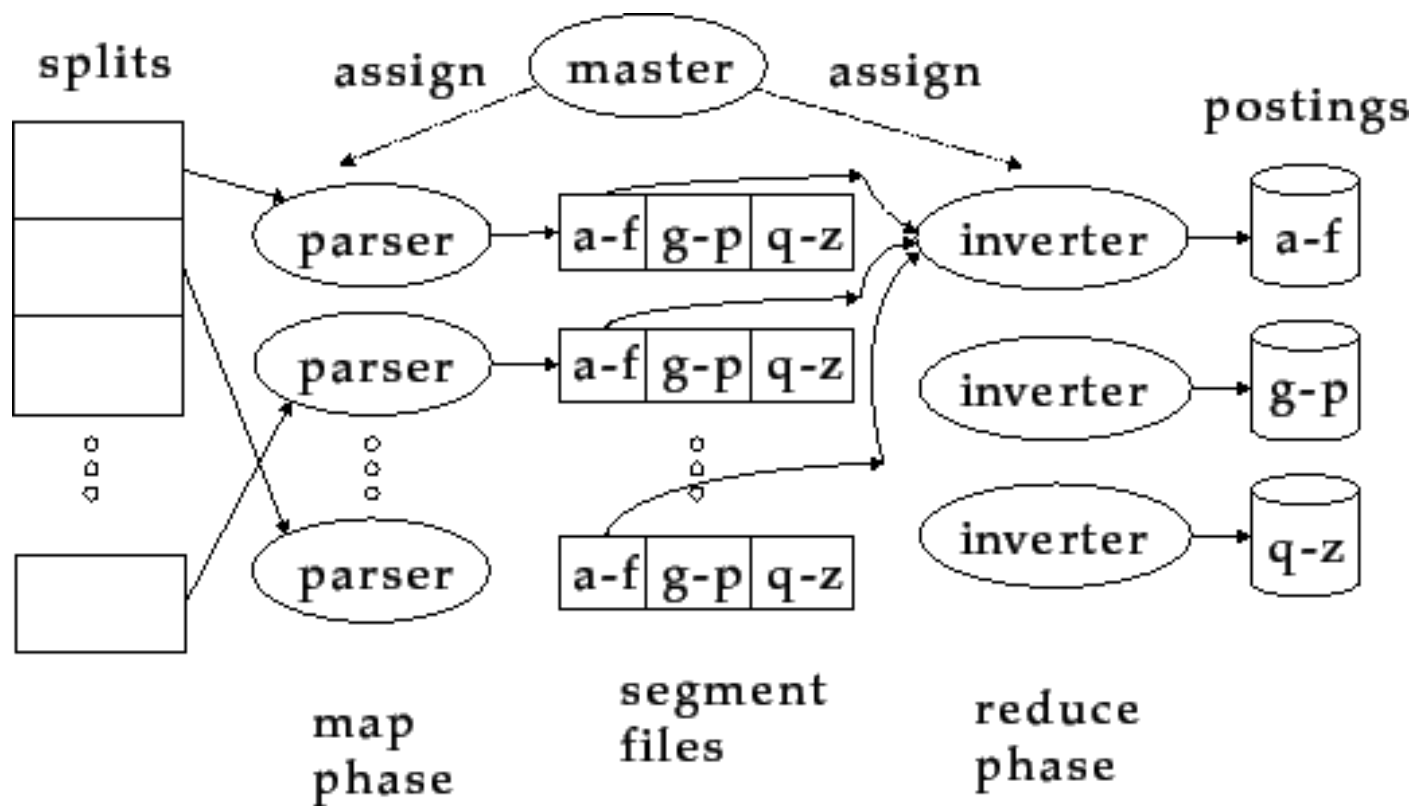 splits
assign
master
assign
postings
parser
a-f g-p q-z
inverter
a-f
parser
a-f g-p q-z
inverter
g-p
parser
a-f g-p q-z
inverter
q-z
map
phase
segment
files
reduce
phase